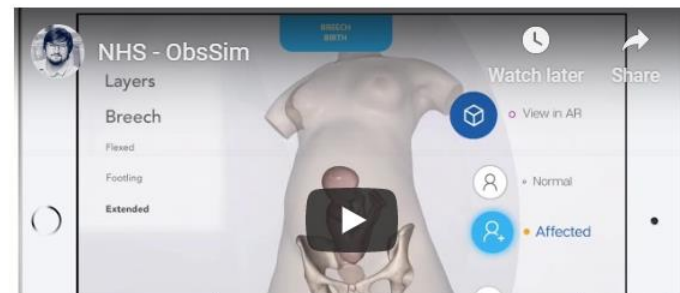 BREECH
BIRTH
NHS - ObsSim
Watch later
Share
Layers
Breech
View in AR
Flexed
Footling
Normal
Extended
Affected